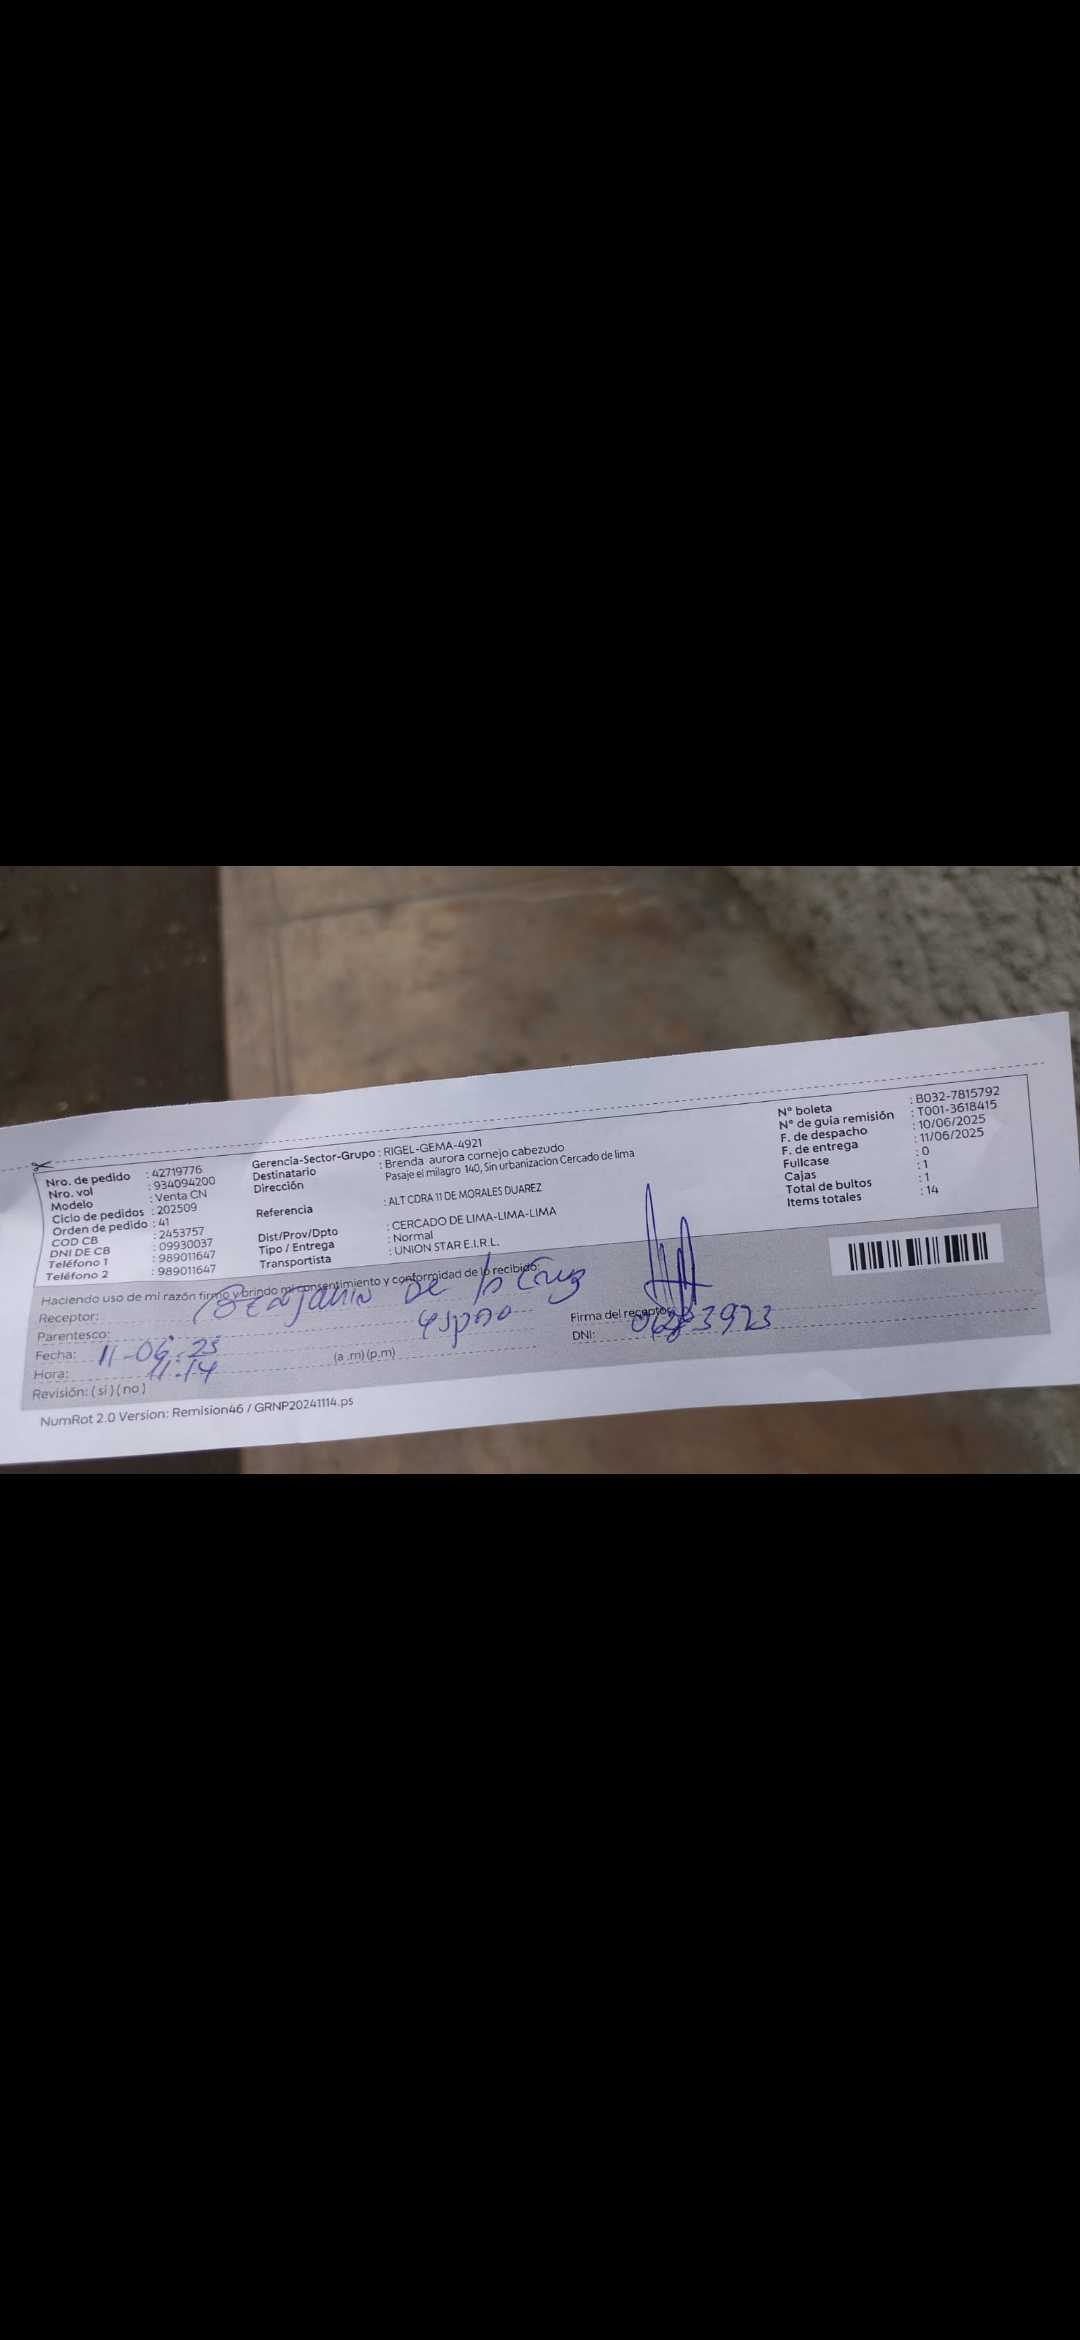 Nro. de pedido : 42719776
Nro. vol : 934094200
Modelo : Venta CN
Ciclo de pedidos : 202509
Orden de pedido : 41
COD CB : 2453757
DNI DE CB : 09930037
Teléfono 1 : 989011647
Teléfono 2 : 989011647
Gerencia-Sector-Grupo : RIGEL-GEMA-4921
Destinatario : Brenda aurora cornejo cabezudo
Dirección Pasaje el milagro 140, Sin urbanizacion Cercado de lima
Referencia : ALT CDRA 11 DE MORALES DUAREZ
Dist/Prov/Dpto : CERCADO DE LIMA-LIMA-LIMA
Tipo / Entrega : Normal
Transportista : UNION STAR E.I.R.L.
N° boleta : B032-7815792
N° de guia remisión : T001-3618415
F. de despacho : 10/06/2025
F. de entrega : 11/06/2025
Fullcase : 0
Cajas : 1
Total de bultos : 1
Items totales : 14
Haciendo uso de mi razón firmo y brindo mi consentimiento y conformidad de lo recibido:
Receptor: Benjamin De la Cruz
Parentesco: esposo
Fecha: 11-06-25
Hora: 11:14 (a.m)(p.m)
Revisión: (si)(no)
Firma del receptor
DNI:
NumRot 2.0 Version: Remision46 / GRNP20241114.ps